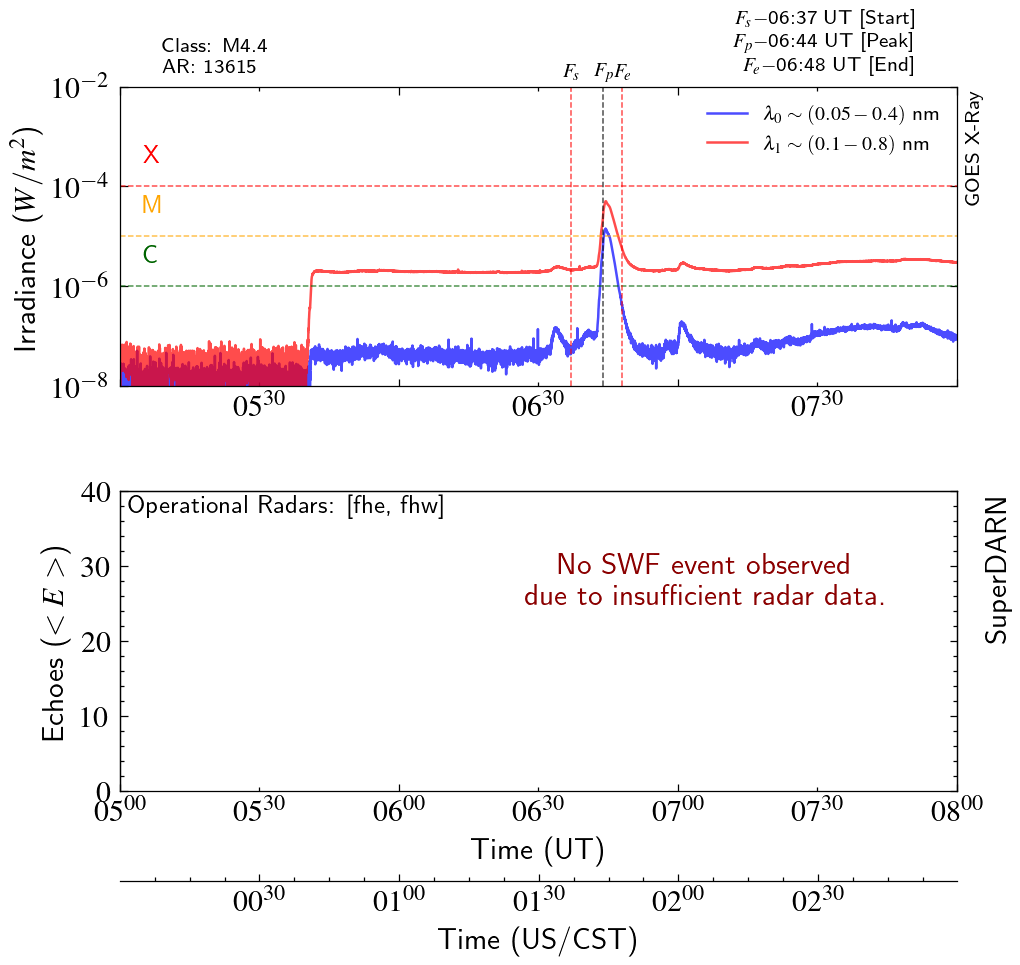 Class: M4.4
AR: 13615
F_s−06:37 UT [Start]
F_p−06:44 UT [Peak]
F_e−06:48 UT [End]
F_s F_p F_e
10^−2
10^−4
10^−6
10^−8
Irradiance (W/m^2)
X
M
C
λ_0 ∼ (0.05 − 0.4) nm
λ_1 ∼ (0.1 − 0.8) nm
GOES X-Ray
05^30 06^30 07^30
Operational Radars: [fhe, fhw]
No SWF event observed
due to insufficient radar data.
40
30
20
10
0
Echoes (< E >)
SuperDARN
05^00 05^30 06^00 06^30 07^00 07^30 08^00
Time (UT)
00^30 01^00 01^30 02^00 02^30
Time (US/CST)